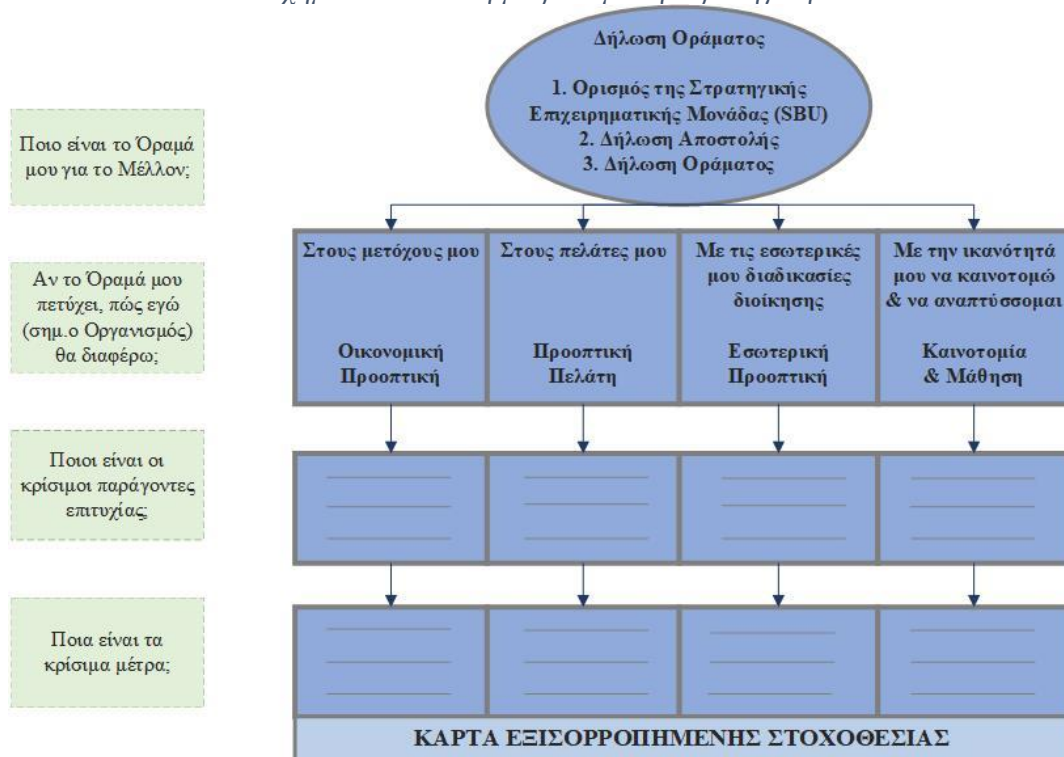 Δήλωση Οράματος
1. Ορισμός της Στρατηγικής
Επιχειρηματικής Μονάδας (SBU)
2. Δήλωση Αποστολής
3. Δήλωση Οράματος
Ποιο είναι το Όραμά
μου για το Μέλλον;
Αν το Όραμά μου
πετύχει, πώς εγώ
(σημ.ο Οργανισμός)
θα διαφέρω;
Στους μετόχους μου
Οικονομική
Προοπτική
Στους πελάτες μου
Προοπτική
Πελάτη
Με τις εσωτερικές
μου διαδικασίες
διοίκησης
Εσωτερική
Προοπτική
Με την ικανότητά
μου να καινοτομώ
& να αναπτύσσομαι
Καινοτομία
& Μάθηση
Ποιοι είναι οι
κρίσιμοι παράγοντες
επιτυχίας;
Ποια είναι τα
κρίσιμα μέτρα;
ΚΑΡΤΑ ΕΞΙΣΟΡΡΟΠΗΜΕΝΗΣ ΣΤΟΧΟΘΕΣΙΑΣ